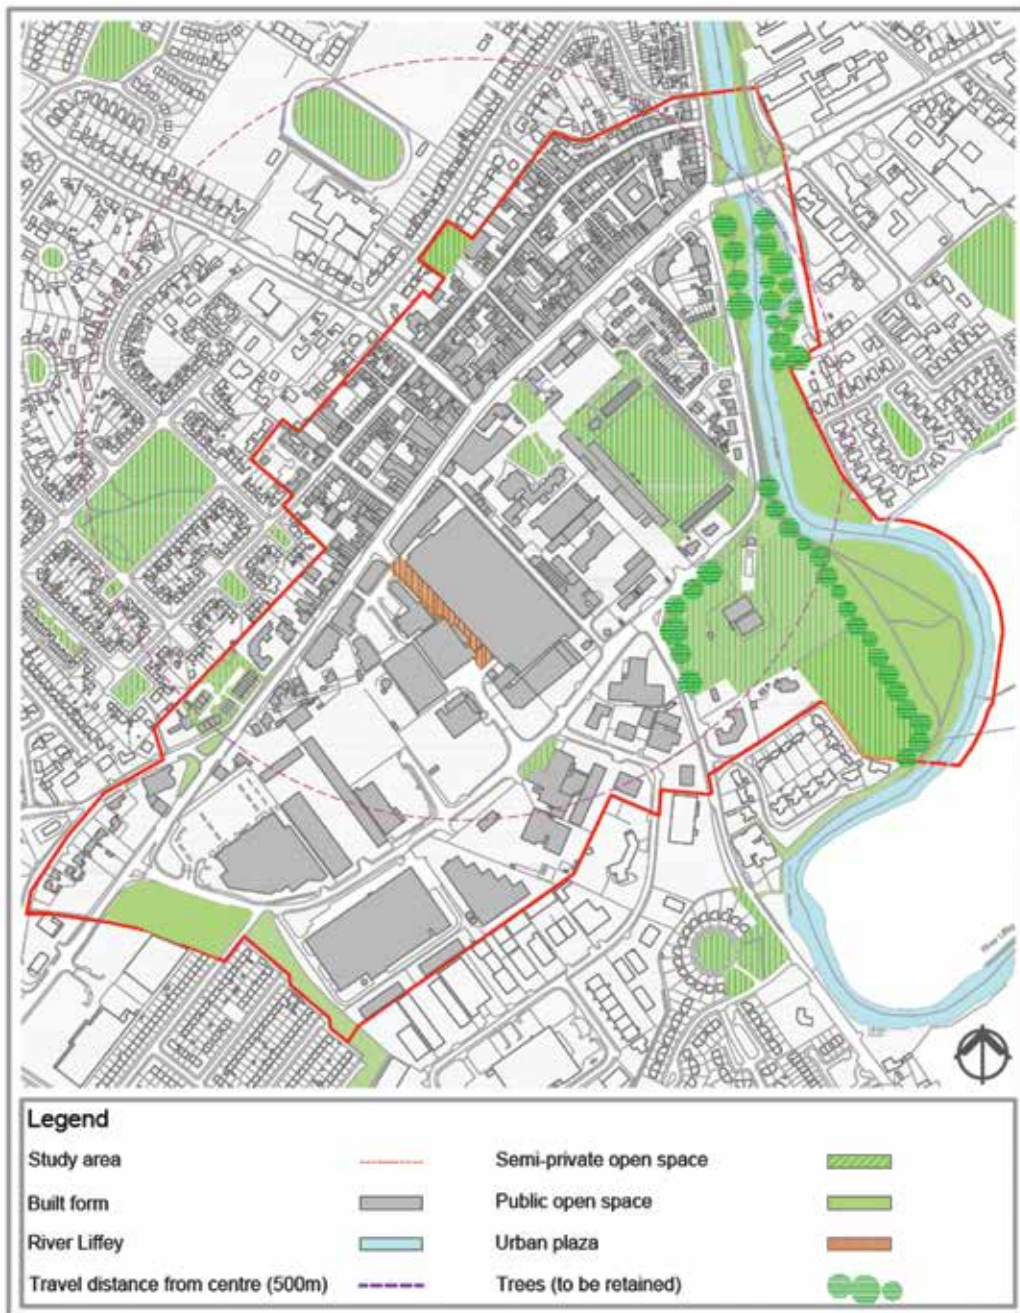 River Liffey
Legend
Study area
Semi-private open space
Built form
Public open space
River Liffey
Urban plaza
Travel distance from centre (500m)
Trees (to be retained)